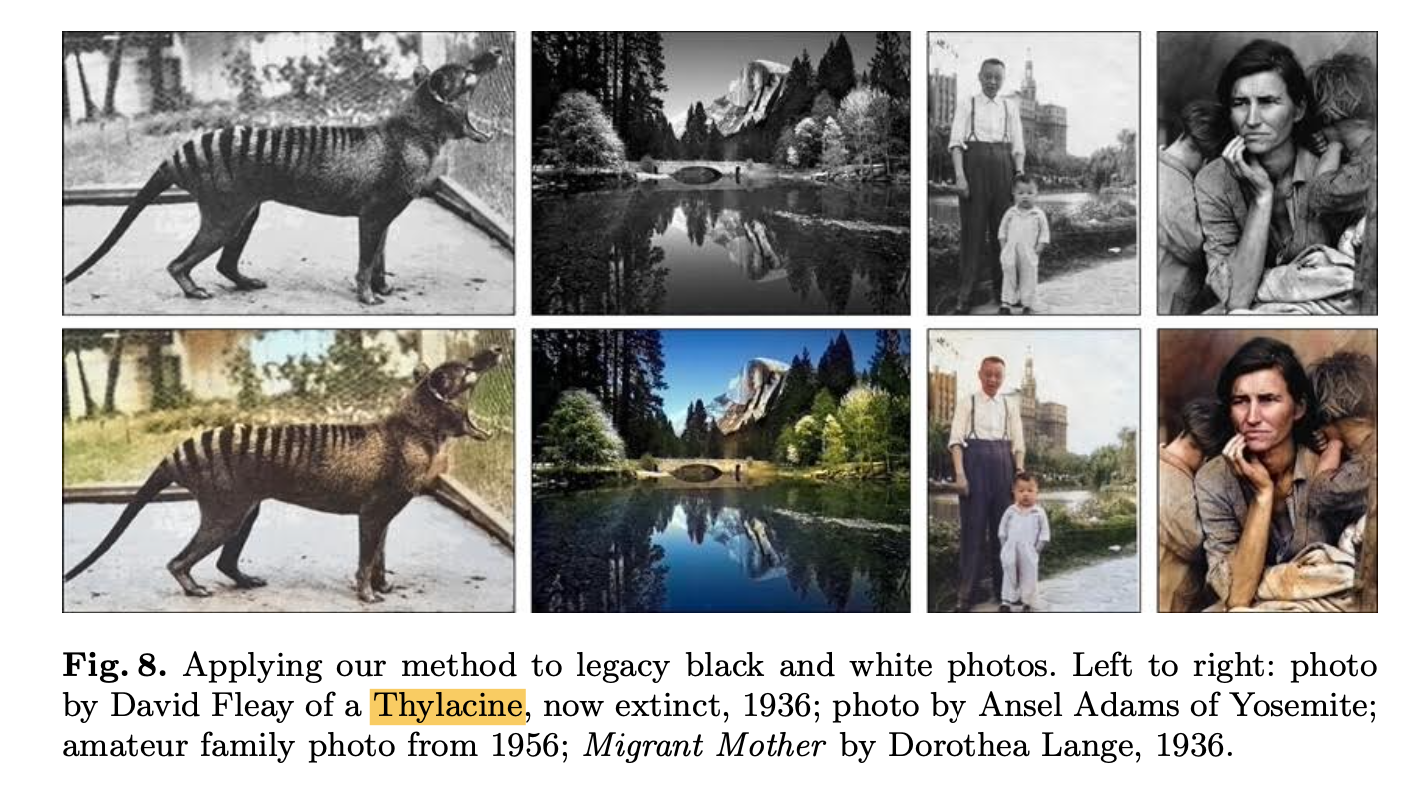 Fig. 8. Applying our method to legacy black and white photos. Left to right: photo
by David Fleay of a Thylacine, now extinct, 1936; photo by Ansel Adams of Yosemite;
amateur family photo from 1956; Migrant Mother by Dorothea Lange, 1936.